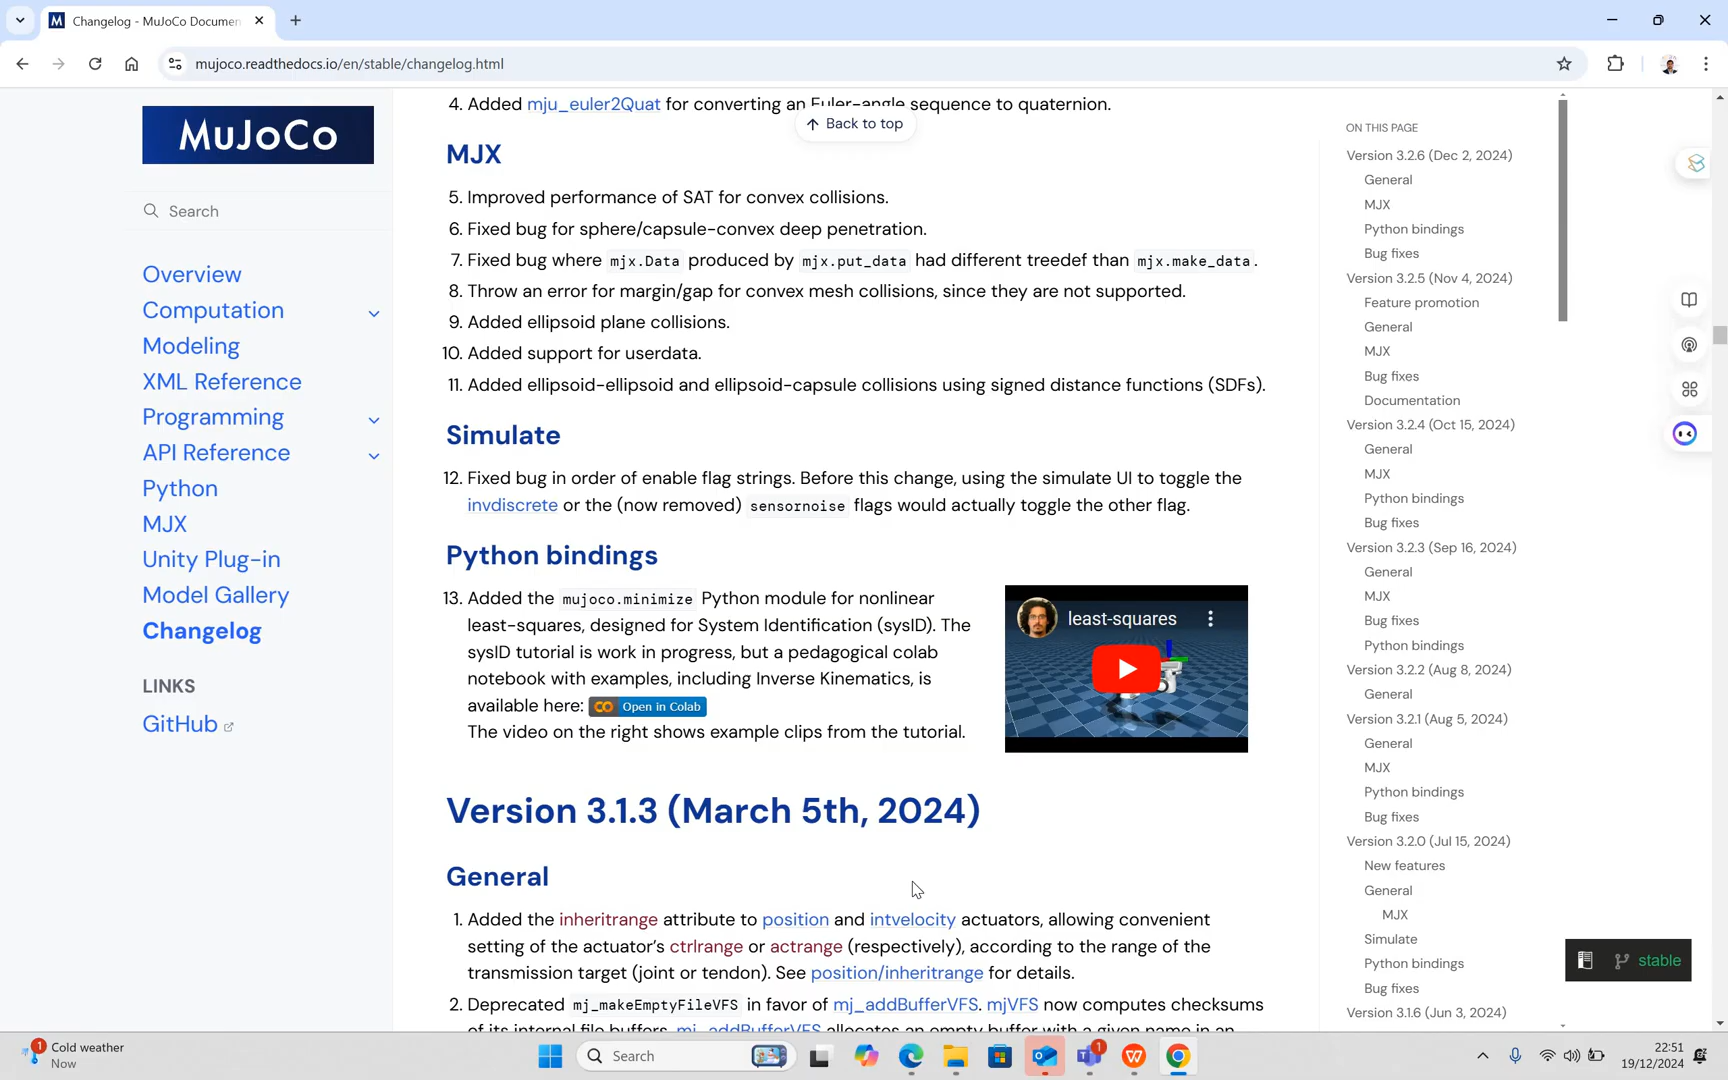 Changelog - MuJoCo Documen
mujoco.readthedocs.io/en/stable/changelog.html
MuJoCo
Search
Overview
Computation
Modeling
XML Reference
Programming
API Reference
Python
MJX
Unity Plug-in
Model Gallery
Changelog
LINKS
GitHub
4. Added mju_euler2Quat for converting an Euler-angle sequence to quaternion.
Back to top
MJX
5. Improved performance of SAT for convex collisions.
6. Fixed bug for sphere/capsule-convex deep penetration.
7. Fixed bug where mjx.Data produced by mjx.put_data had different treedef than mjx.make_data.
8. Throw an error for margin/gap for convex mesh collisions, since they are not supported.
9. Added ellipsoid plane collisions.
10. Added support for userdata.
11. Added ellipsoid-ellipsoid and ellipsoid-capsule collisions using signed distance functions (SDFs).
Simulate
12. Fixed bug in order of enable flag strings. Before this change, using the simulate UI to toggle the
invdiscrete or the (now removed) sensornoise flags would actually toggle the other flag.
Python bindings
13. Added the mujoco.minimize Python module for nonlinear
least-squares, designed for System Identification (sysID). The
sysID tutorial is work in progress, but a pedagogical colab
notebook with examples, including Inverse Kinematics, is
available here: Open in Colab
The video on the right shows example clips from the tutorial.
least-squares
Version 3.1.3 (March 5th, 2024)
General
1. Added the inheritrange attribute to position and intvelocity actuators, allowing convenient
setting of the actuator's ctrlrange or actrange (respectively), according to the range of the
transmission target (joint or tendon). See position/inheritrange for details.
2. Deprecated mj_makeEmptyFileVFS in favor of mj_addBufferVFS. mjVFS now computes checksums
of its internal file buffers. mj_addBufferVFS allocates an empty buffer with a given name in an
ON THIS PAGE
Version 3.2.6 (Dec 2, 2024)
General
MJX
Python bindings
Bug fixes
Version 3.2.5 (Nov 4, 2024)
Feature promotion
General
MJX
Bug fixes
Documentation
Version 3.2.4 (Oct 15, 2024)
General
MJX
Python bindings
Bug fixes
Version 3.2.3 (Sep 16, 2024)
General
MJX
Bug fixes
Python bindings
Version 3.2.2 (Aug 8, 2024)
General
Version 3.2.1 (Aug 5, 2024)
General
MJX
Python bindings
Bug fixes
Version 3.2.0 (Jul 15, 2024)
New features
General
MJX
Simulate
Python bindings
Bug fixes
Version 3.1.6 (Jun 3, 2024)
stable
1
Cold weather
Now
Search
1
22:51
19/12/2024